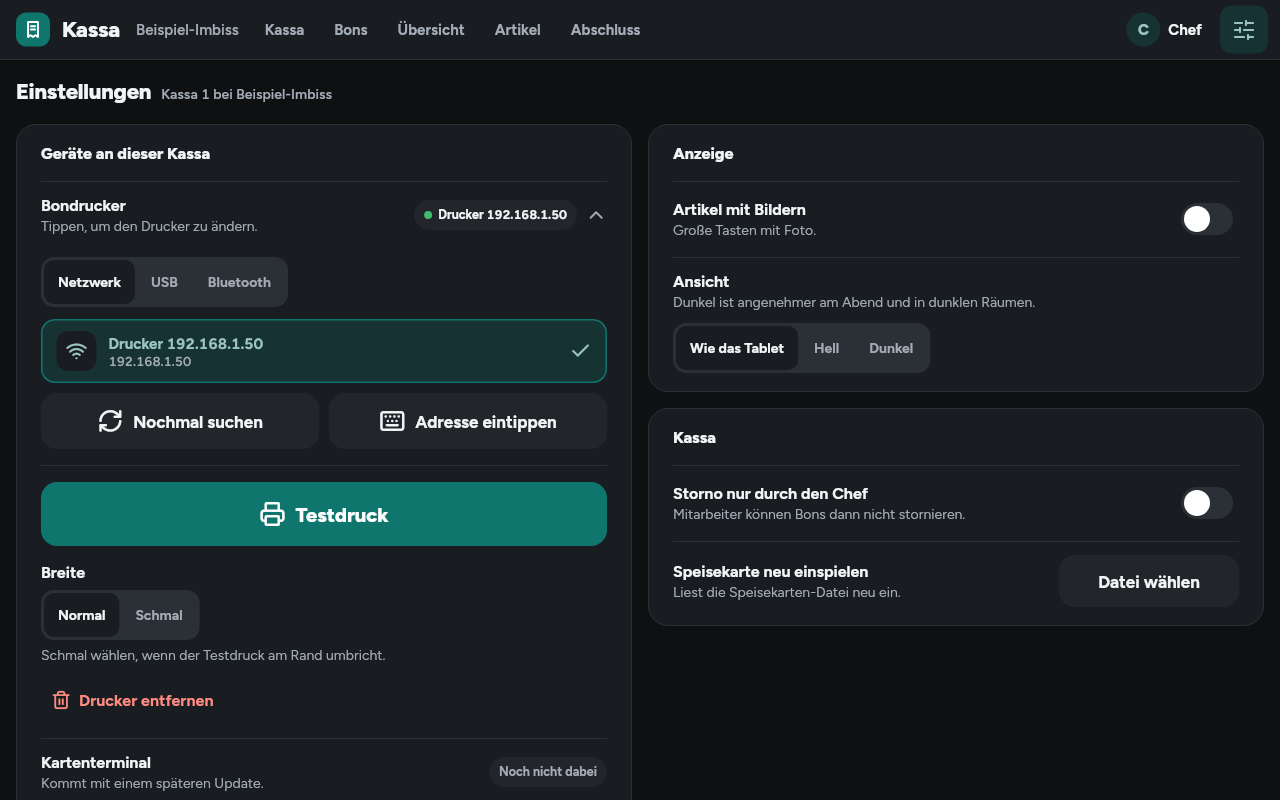 Kassa Beispiel-Imbiss Kassa Bons Übersicht Artikel Abschluss C Chef
Einstellungen Kassa 1 bei Beispiel-Imbiss
Geräte an dieser Kassa
Bondrucker
Tippen, um den Drucker zu ändern.
Drucker 192.168.1.50
Netzwerk USB Bluetooth
Drucker 192.168.1.50
192.168.1.50
Nochmal suchen Adresse eintippen
Testdruck
Breite
Normal Schmal
Schmal wählen, wenn der Testdruck am Rand umbricht.
Drucker entfernen
Kartenterminal
Kommt mit einem späteren Update.
Noch nicht dabei
Anzeige
Artikel mit Bildern
Große Tasten mit Foto.
Ansicht
Dunkel ist angenehmer am Abend und in dunklen Räumen.
Wie das Tablet Hell Dunkel
Kassa
Storno nur durch den Chef
Mitarbeiter können Bons dann nicht stornieren.
Speisekarte neu einspielen
Liest die Speisekarten-Datei neu ein.
Datei wählen